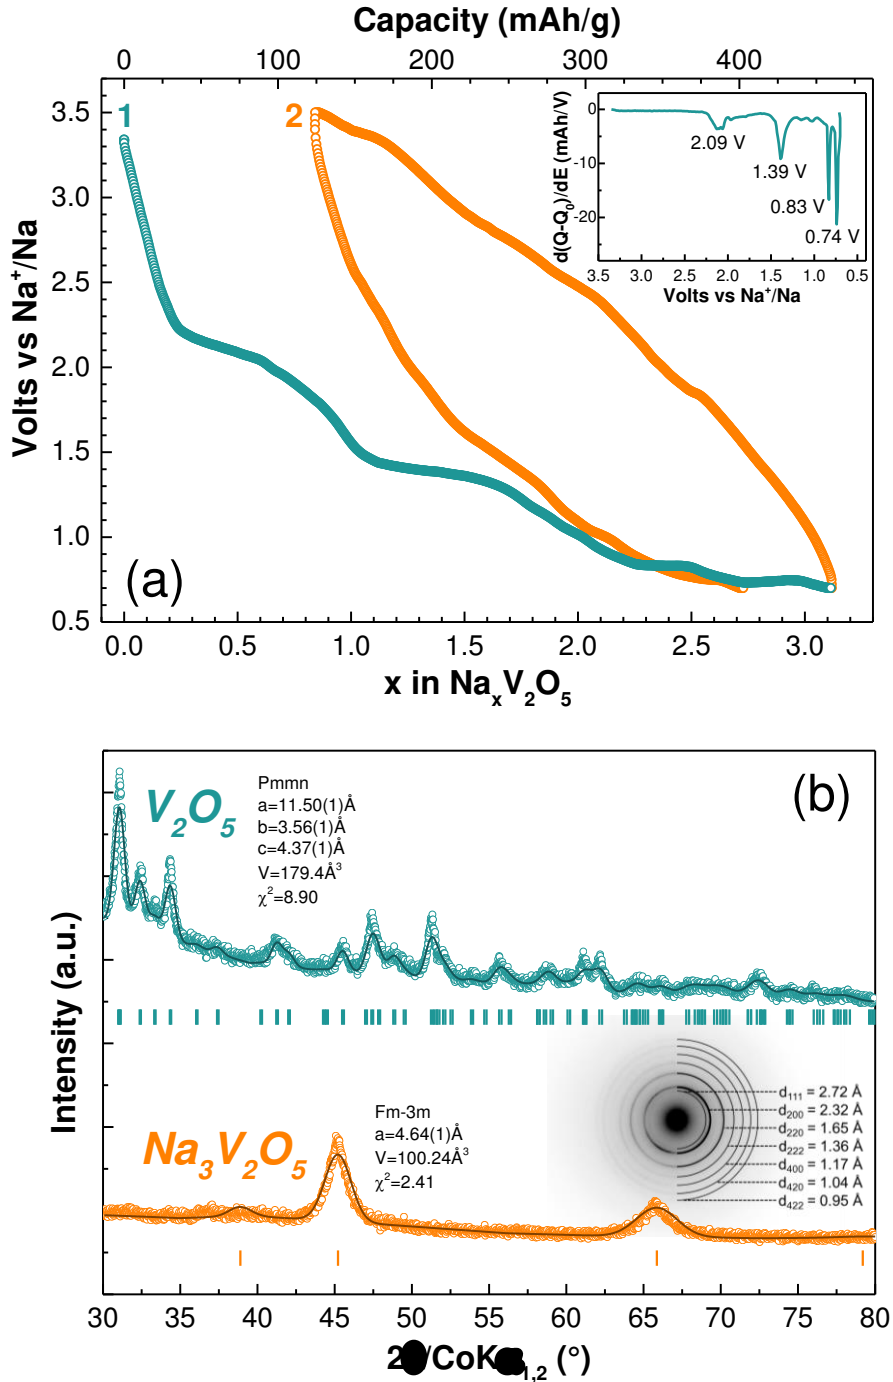 Capacity (mAh/g)
0 100 200 300 400
3.5
3.0
2.5
2.0
1.5
1.0
0.5
Volts vs Na⁺/Na
1
2
(a)
0
-10
-20
d(Q-Q₀)/dE (mAh/V)
2.09 V
1.39 V
0.83 V
0.74 V
3.5 3.0 2.5 2.0 1.5 1.0 0.5
Volts vs Na⁺/Na
0.0 0.5 1.0 1.5 2.0 2.5 3.0
x in NaₓV₂O₅
(b)
V₂O₅
Pmmn
a=11.50(1)Å
b=3.56(1)Å
c=4.37(1)Å
V=179.4Å³
χ²=8.90
Intensity (a.u.)
Na₃V₂O₅
Fm-3m
a=4.64(1)Å
V=100.24Å³
χ²=2.41
d₁₁₁ = 2.72 Å
d₂₀₀ = 2.32 Å
d₂₂₀ = 1.65 Å
d₂₂₂ = 1.36 Å
d₄₀₀ = 1.17 Å
d₄₂₀ = 1.04 Å
d₄₂₂ = 0.95 Å
30 35 40 45 50 55 60 65 70 75 80
2 /CoK ₁,₂ (°)